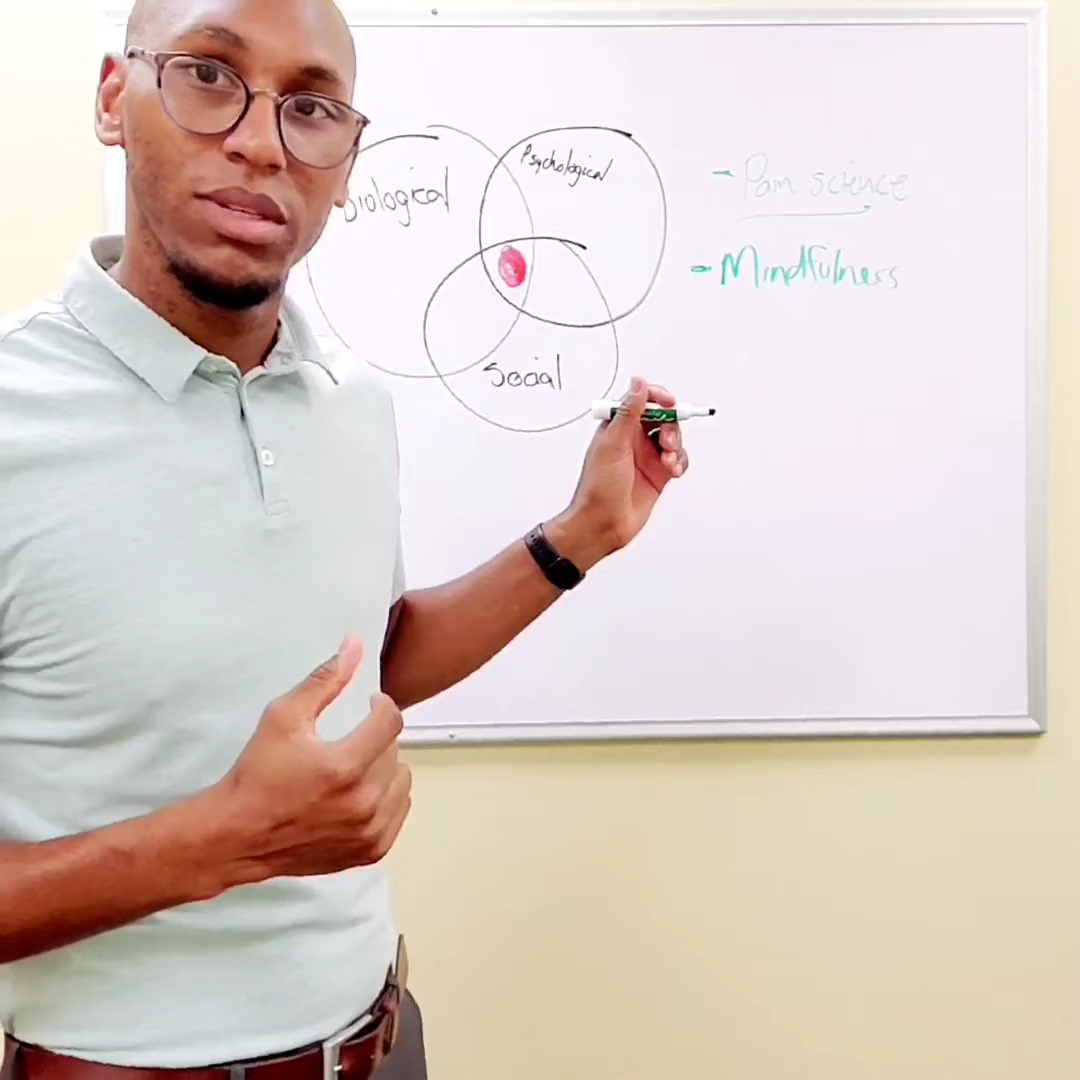 Biological
Psychological
Social
- Pain science
- Mindfulness